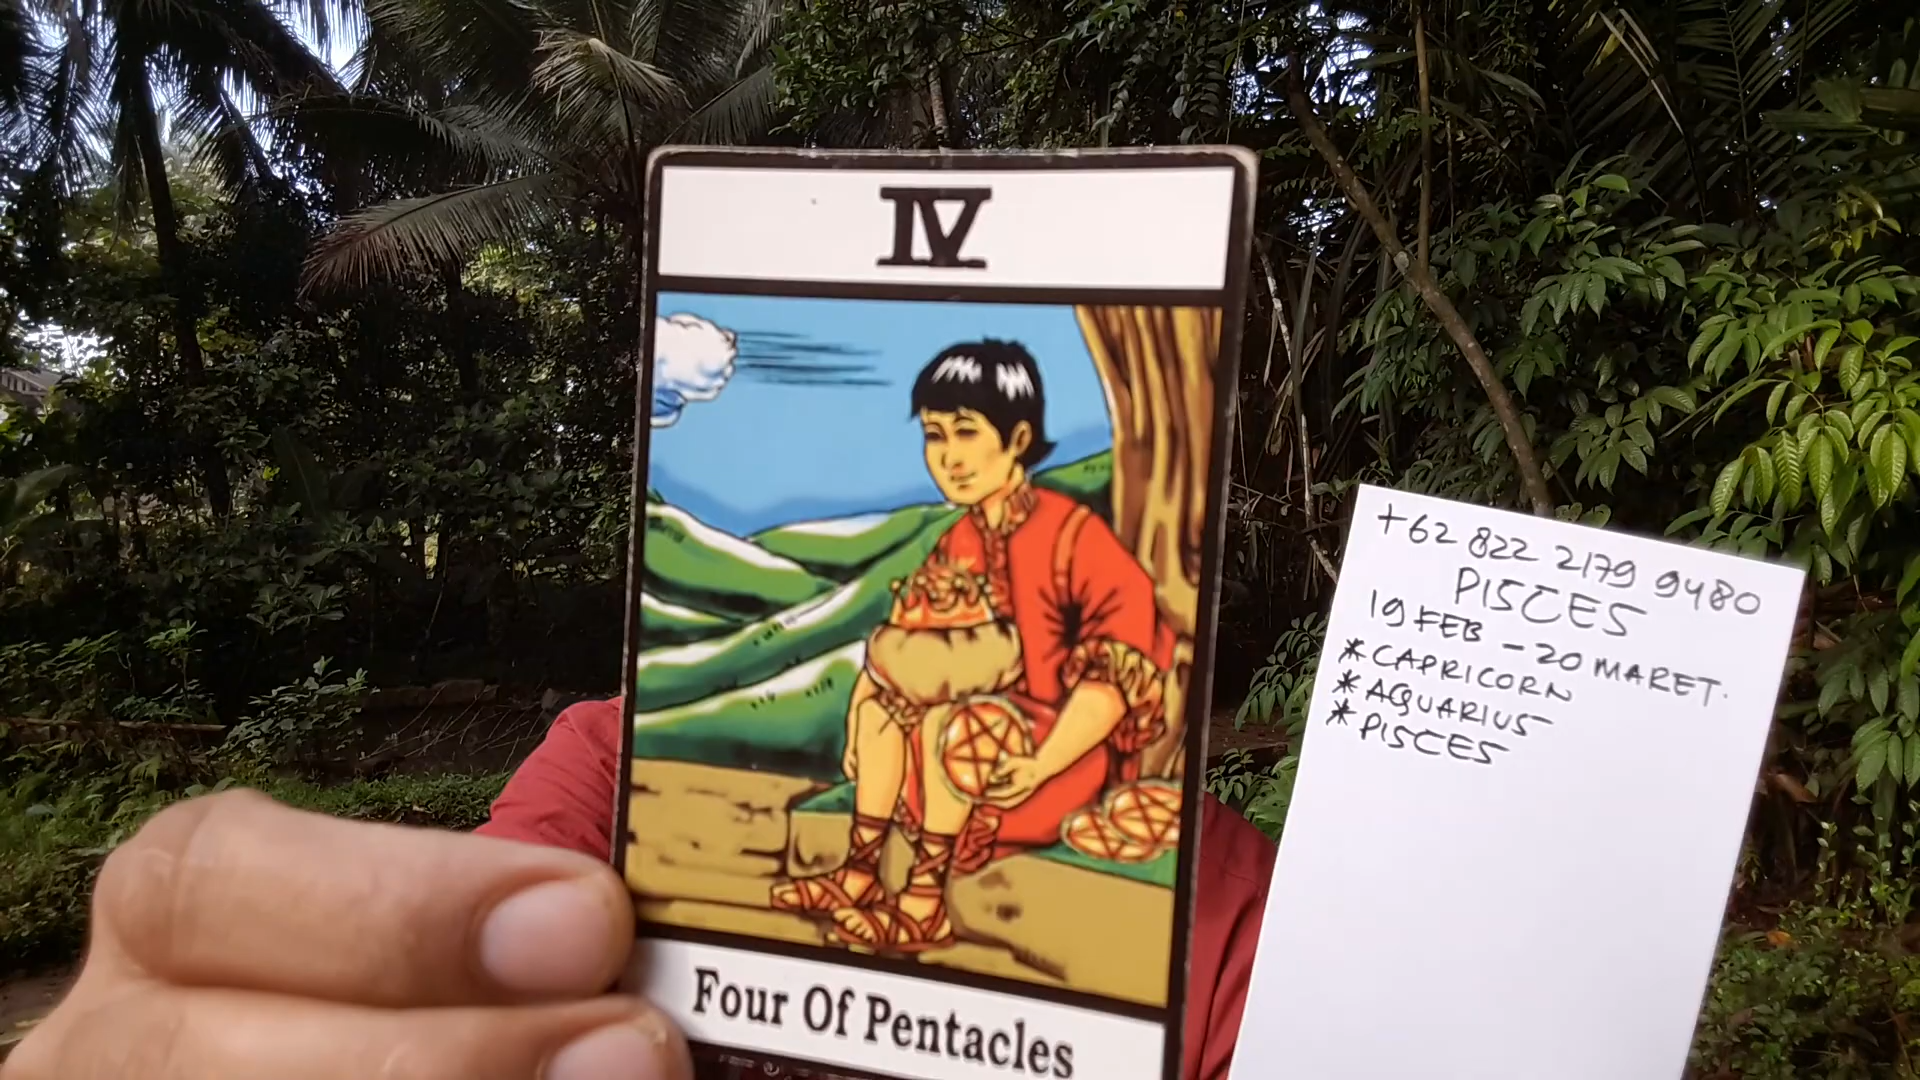 IV
Four Of Pentacles
+62 822 2179 9480
PISCES
19 FEB - 20 MARET.
* CAPRICORN
* AQUARIUS
* PISCES